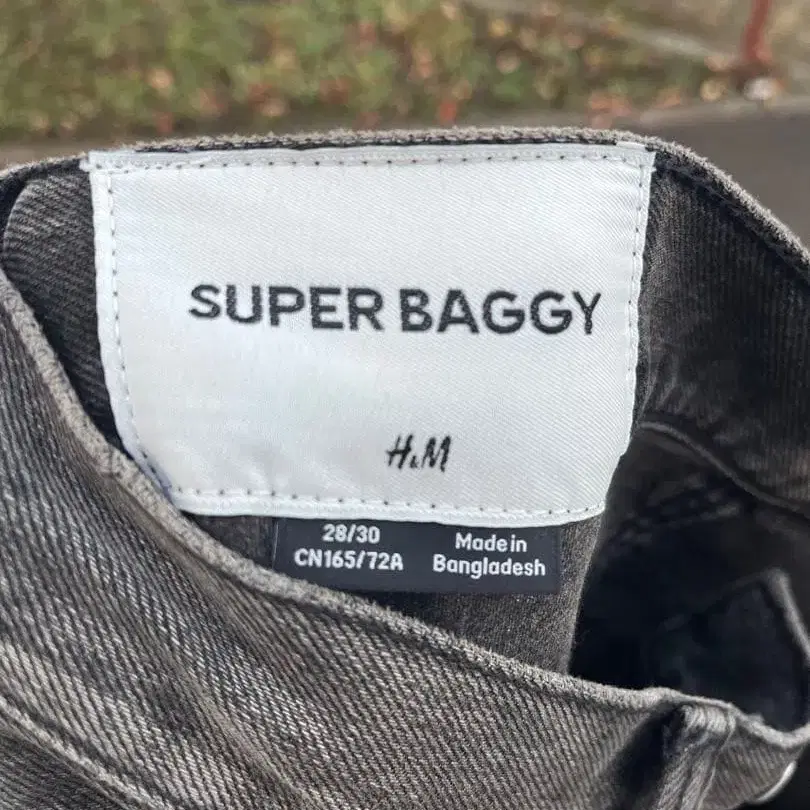 SUPER BAGGY
H&M
28/30
CN165/72A
Made in
Bangladesh